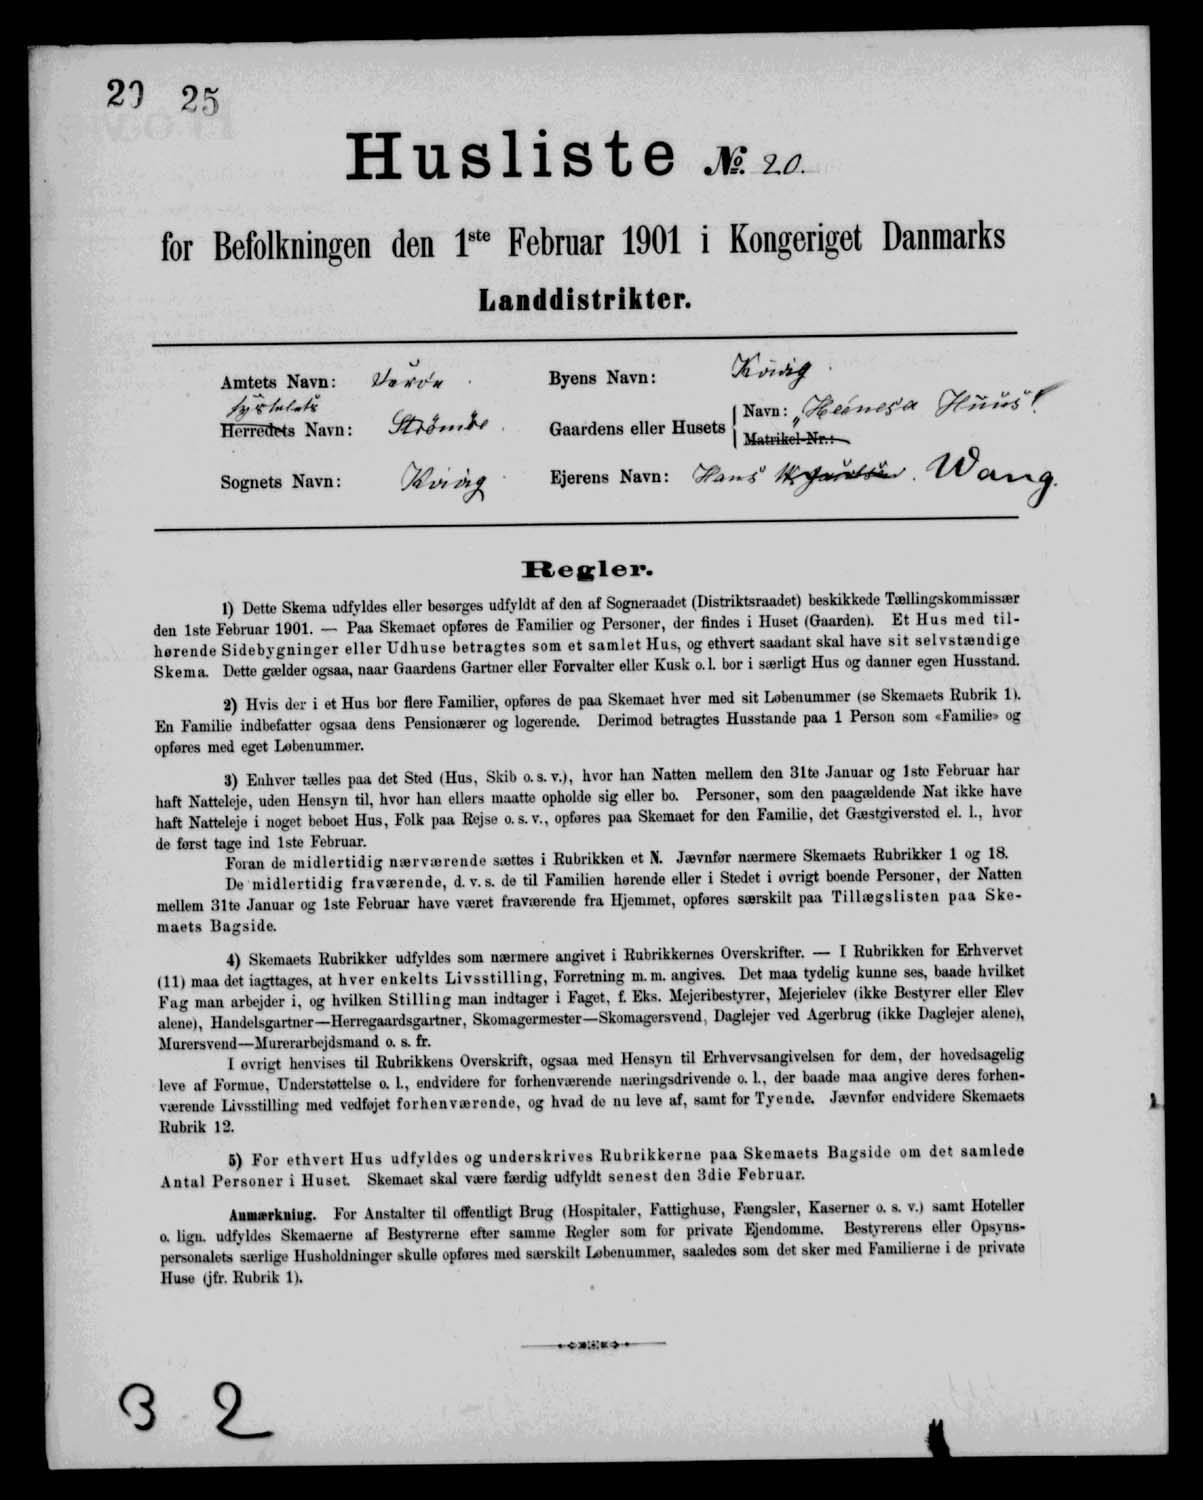 20 25
Husliste № 20.
for Befolkningen den 1ste Februar 1901 i Kongeriget Danmarks
Landdistrikter.
Amtets Navn: Færøe Byens Navn: Kvivig
Sysselets
Herredets Navn: Strømøe Gaardens eller Husets Navn: „Heinesa Hüüs“
Matrikel-Nr.:
Sognets Navn: Kvivig Ejerens Navn: Hans Wang.
Regler.
1) Dette Skema udfyldes eller besørges udfyldt af den af Sogneraadet (Distriktsraadet) beskikkede Tællingskommissær
den 1ste Februar 1901. — Paa Skemaet opføres de Familier og Personer, der findes i Huset (Gaarden). Et Hus med til-
hørende Sidebygninger eller Udhuse betragtes som et samlet Hus, og ethvert saadant skal have sit selvstændige
Skema. Dette gælder ogsaa, naar Gaardens Gartner eller Forvalter eller Kusk o. l. bor i særligt Hus og danner egen Husstand.
2) Hvis der i et Hus bor flere Familier, opføres de paa Skemaet hver med sit Løbenummer (se Skemaets Rubrik 1).
En Familie indbefatter ogsaa dens Pensionærer og logerende. Derimod betragtes Husstande paa 1 Person som «Familie» og
opføres med eget Løbenummer.
3) Enhver tælles paa det Sted (Hus, Skib o. s. v.), hvor han Natten mellem den 31te Januar og 1ste Februar har
haft Natteleje, uden Hensyn til, hvor han ellers maatte opholde sig eller bo. Personer, som den paagældende Nat ikke have
haft Natteleje i noget beboet Hus, Folk paa Rejse o. s. v., opføres paa Skemaet for den Familie, det Gæstgiversted el. l., hvor
de først tage ind 1ste Februar.
Foran de midlertidig nærværende sættes i Rubrikken et N. Jævnfør nærmere Skemaets Rubrikker 1 og 18.
De midlertidig fraværende, d. v. s. de til Familien hørende eller i Stedet i øvrigt boende Personer, der Natten
mellem 31te Januar og 1ste Februar have været fraværende fra Hjemmet, opføres særskilt paa Tillægslisten paa Ske-
maets Bagside.
4) Skemaets Rubrikker udfyldes som nærmere angivet i Rubrikkernes Overskrifter. — I Rubrikken for Erhvervet
(11) maa det iagttages, at hver enkelts Livsstilling, Forretning m. m. angives. Det maa tydelig kunne ses, baade hvilket
Fag man arbejder i, og hvilken Stilling man indtager i Faget, f. Eks. Mejeribestyrer, Mejerielev (ikke Bestyrer eller Elev
alene), Handelsgartner—Herregaardsgartner, Skomagermester—Skomagersvend, Daglejer ved Agerbrug (ikke Daglejer alene),
Murersvend—Murerarbejdsmand o. s. fr.
I øvrigt henvises til Rubrikkens Overskrift, ogsaa med Hensyn til Erhvervsangivelsen for dem, der hovedsagelig
leve af Formue, Understøttelse o. l., endvidere for forhenværende næringsdrivende o. l., der baade maa angive deres forhen-
værende Livsstilling med vedføjet forhenværende, og hvad de nu leve af, samt for Tyende. Jævnfør endvidere Skemaets
Rubrik 12.
5) For ethvert Hus udfyldes og underskrives Rubrikkerne paa Skemaets Bagside om det samlede
Antal Personer i Huset. Skemaet skal være færdig udfyldt senest den 3die Februar.
Anmærkning. For Anstalter til offentligt Brug (Hospitaler, Fattighuse, Fængsler, Kaserner o. s. v.) samt Hoteller
o. lign. udfyldes Skemaerne af Bestyrerne efter samme Regler som for private Ejendomme. Bestyrerens eller Opsyns-
personalets særlige Husholdninger skulle opføres med særskilt Løbenummer, saaledes som det sker med Familierne i de private
Huse (jfr. Rubrik 1).
3 2